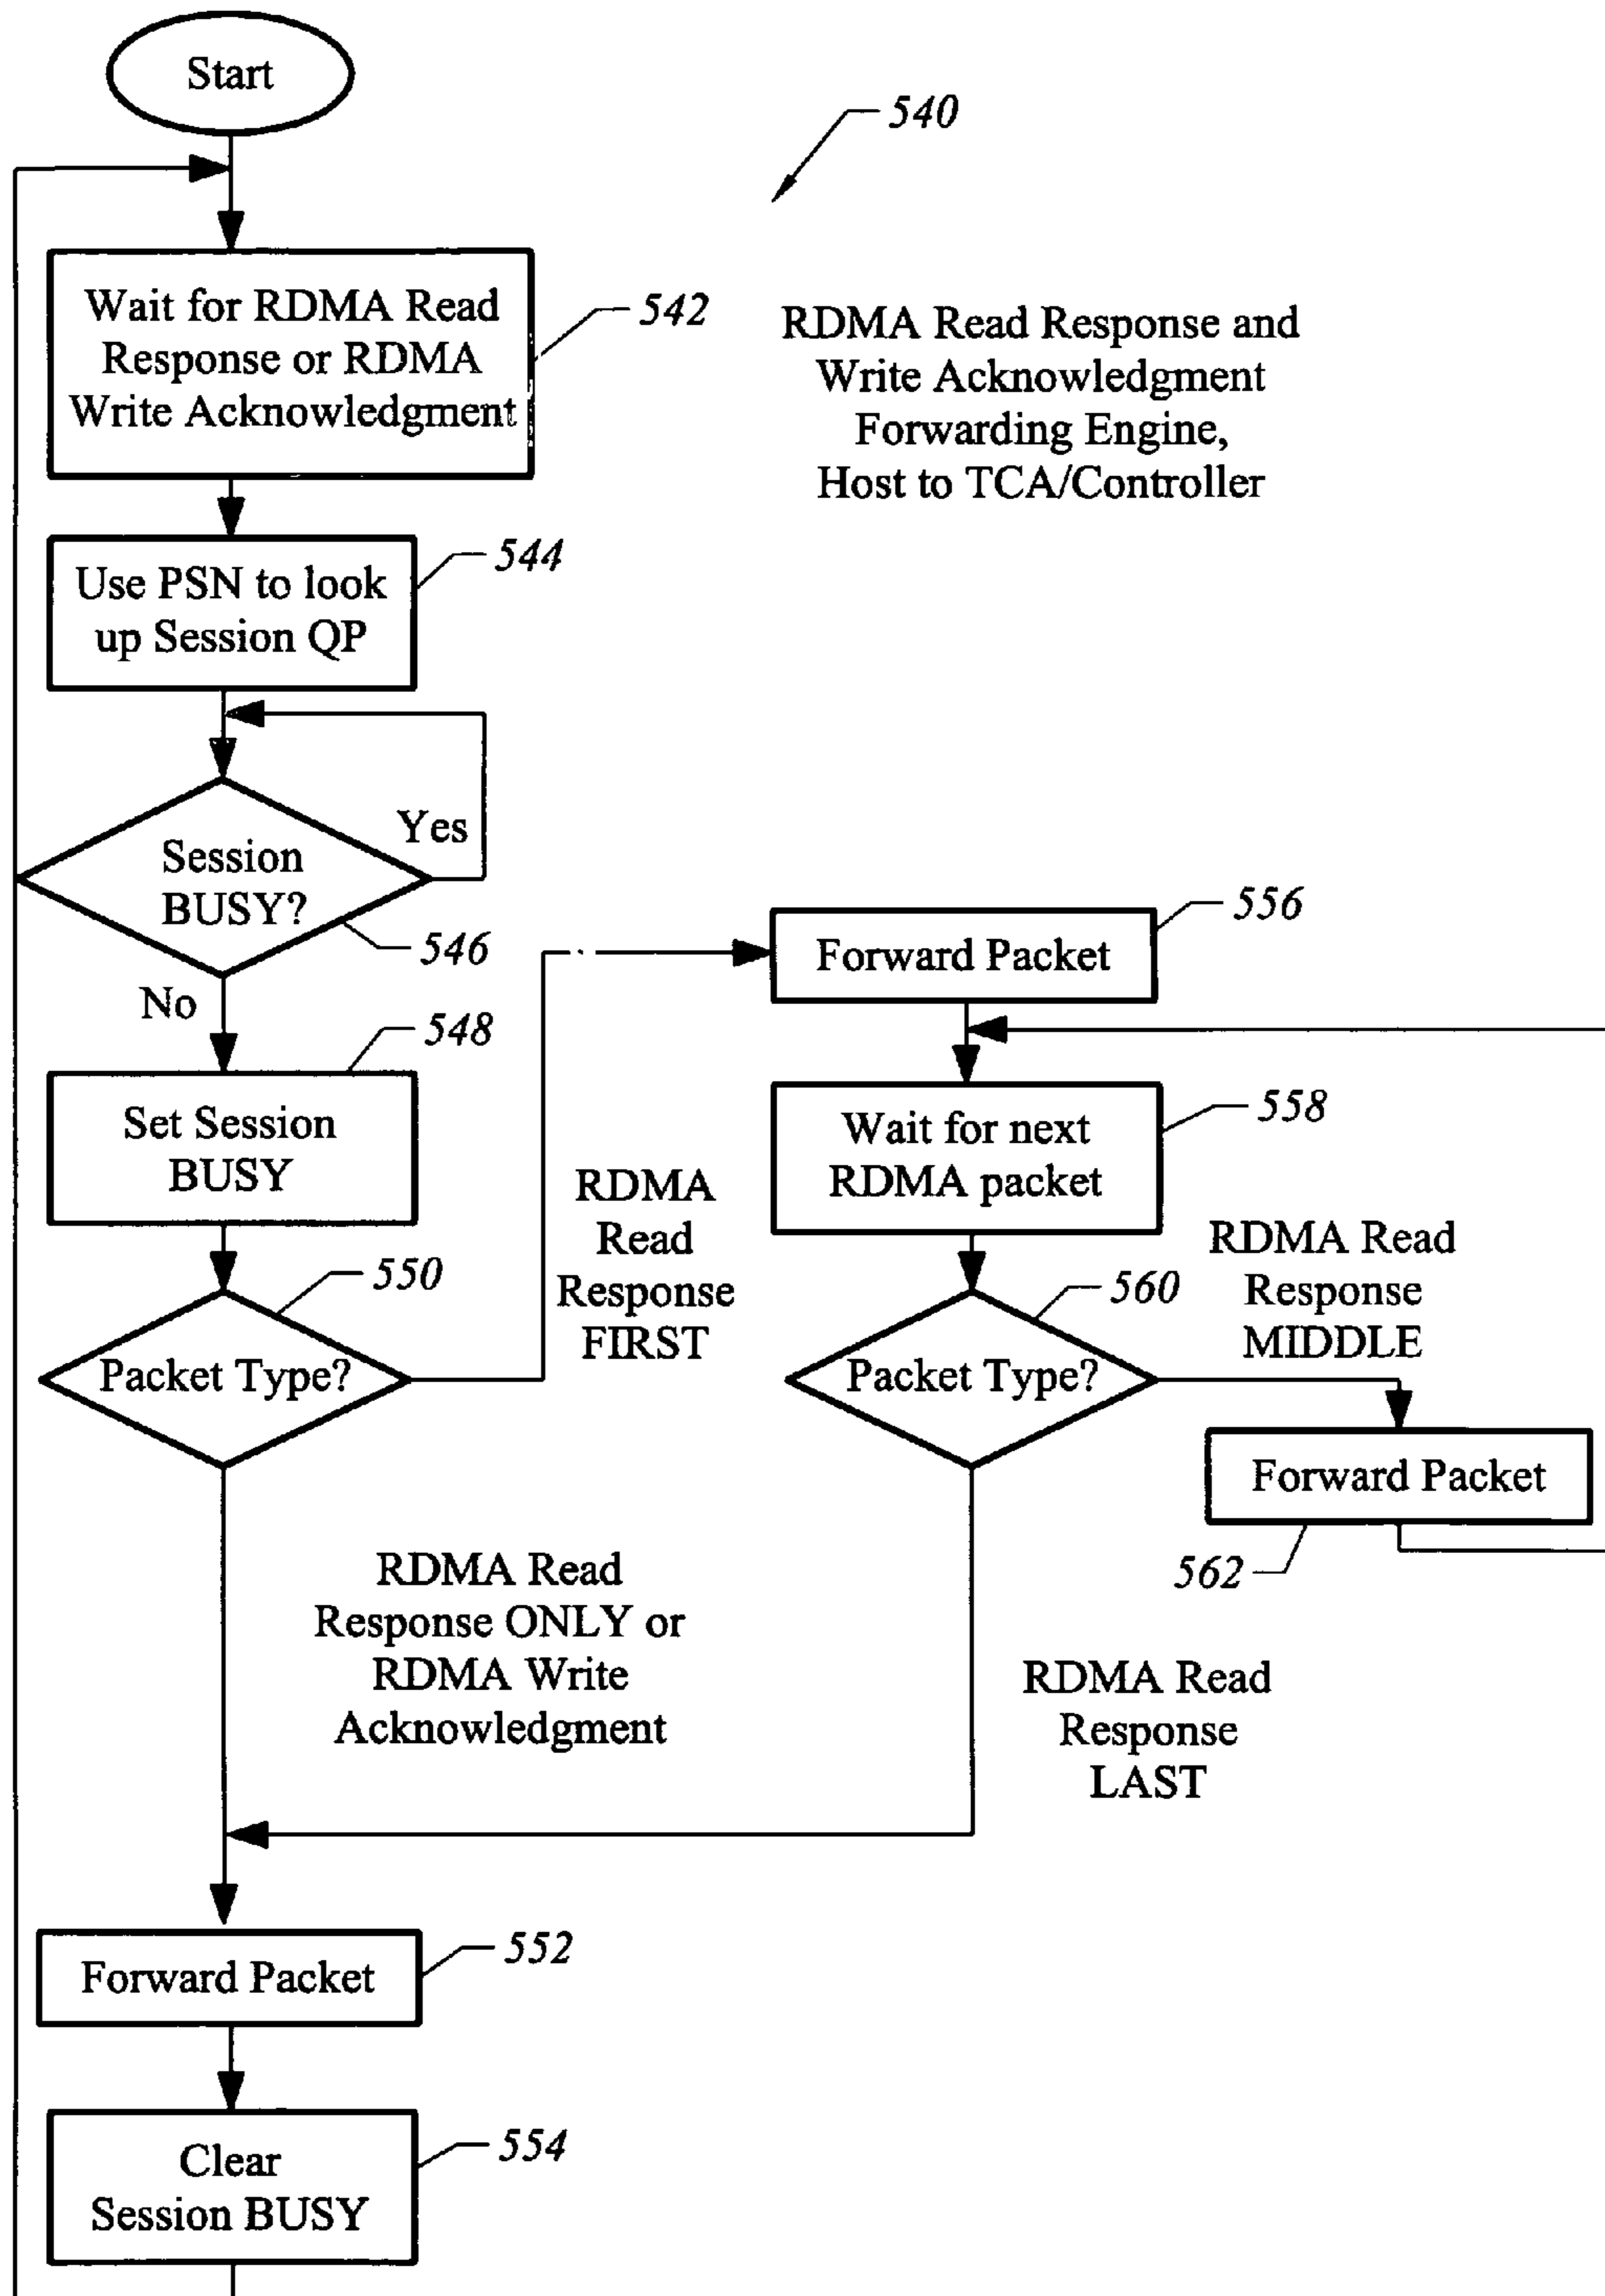 Start
540
Wait for RDMA Read
Response or RDMA
Write Acknowledgment
542
RDMA Read Response and
Write Acknowledgment
Forwarding Engine,
Host to TCA/Controller
544
Use PSN to look
up Session QP
Yes
Session
BUSY?
546
No
548
Set Session
BUSY
550
Packet Type?
RDMA
Read
Response
FIRST
556
Forward Packet
558
Wait for next
RDMA packet
560
Packet Type?
RDMA Read
Response
MIDDLE
Forward Packet
562
RDMA Read
Response ONLY or
RDMA Write
Acknowledgment
RDMA Read
Response
LAST
552
Forward Packet
554
Clear
Session BUSY